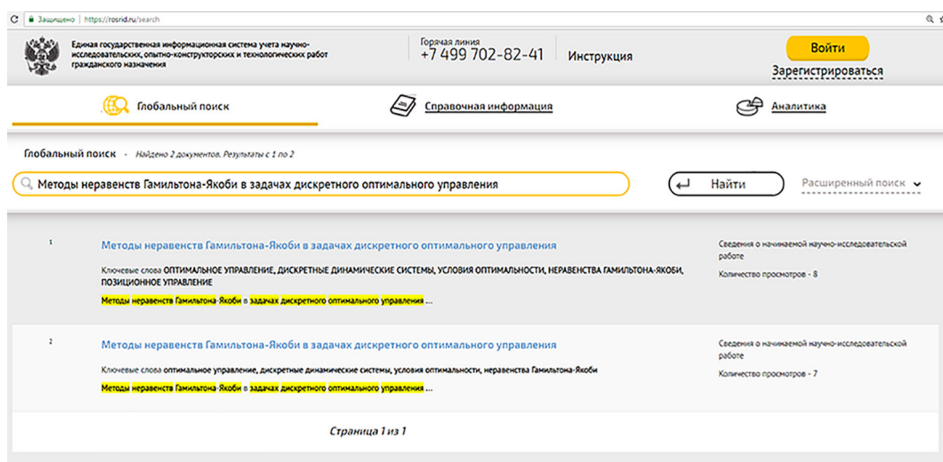 Защищено | https://rosrid.ru/search
Единая государственная информационная система учета научно-
исследовательских, опытно-конструкторских и технологических работ
гражданского назначения
Горячая линия
+7 499 702-82-41
Инструкция
Войти
Зарегистрироваться
Глобальный поиск
Справочная информация
Аналитика
Глобальный поиск - Найдено 2 документов. Результаты с 1 по 2
Методы неравенств Гамильтона-Якоби в задачах дискретного оптимального управления
Найти
Расширенный поиск
1
Методы неравенств Гамильтона-Якоби в задачах дискретного оптимального управления
Ключевые слова ОПТИМАЛЬНОЕ УПРАВЛЕНИЕ, ДИСКРЕТНЫЕ ДИНАМИЧЕСКИЕ СИСТЕМЫ, УСЛОВИЯ ОПТИМАЛЬНОСТИ, НЕРАВЕНСТВА ГАМИЛЬТОНА-ЯКОБИ,
ПОЗИЦИОННОЕ УПРАВЛЕНИЕ
Методы неравенств Гамильтона-Якоби в задачах дискретного оптимального управления ...
Сведения о начинаемой научно-исследовательской
работе
Количество просмотров - 8
2
Методы неравенств Гамильтона-Якоби в задачах дискретного оптимального управления
Ключевые слова оптимальное управление, дискретные динамические системы, условия оптимальности, неравенства Гамильтона-Якоби
Методы неравенств Гамильтона-Якоби в задачах дискретного оптимального управления ...
Сведения о начинаемой научно-исследовательской
работе
Количество просмотров - 7
Страница 1 из 1